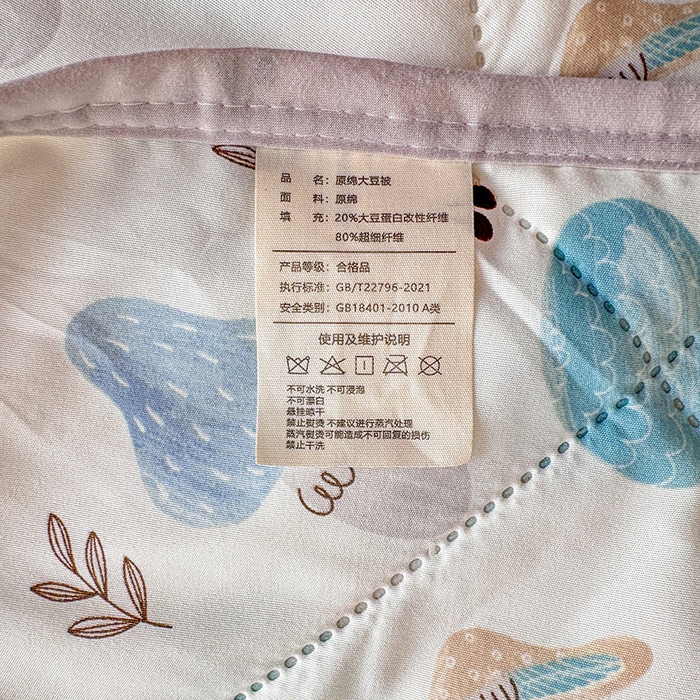 品 名：原绵大豆被
面 料：原绵
填 充：20%大豆蛋白改性纤维
80%超细纤维
产品等级：合格品
执行标准：GB/T22796-2021
安全类别：GB18401-2010 A类
使用及维护说明
不可水洗 不可浸泡
不可漂白
悬挂晾干
禁止熨烫 不建议进行蒸汽处理
蒸汽熨烫可能造成不可回复的损伤
禁止干洗